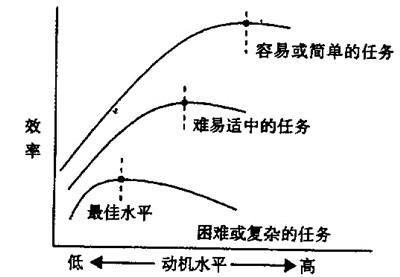 容易或简单的任务
难易适中的任务
效率
最佳水平
困难或复杂的任务
低 动机水平 高